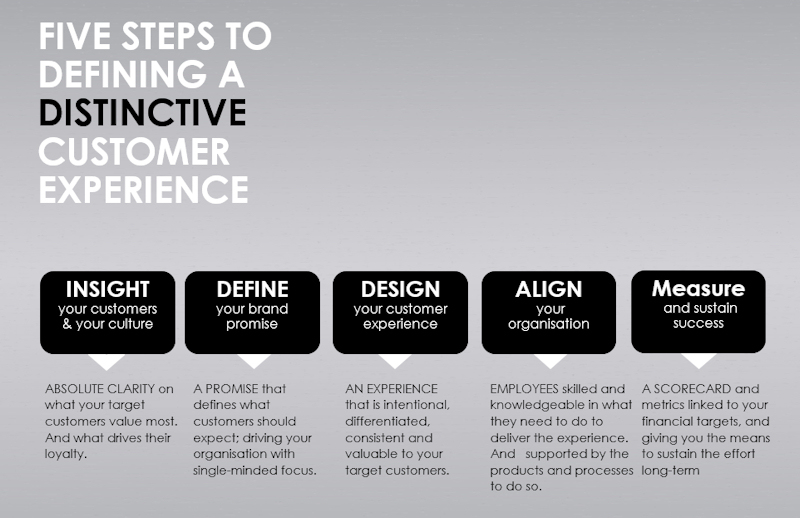 FIVE STEPS TO
DEFINING A
DISTINCTIVE
CUSTOMER
EXPERIENCE
INSIGHT
your customers
& your culture
ABSOLUTE CLARITY on
what your target
customers value most.
And what drives their
loyalty.
DEFINE
your brand
promise
A PROMISE that
defines what
customers should
expect; driving your
organisation with
single-minded focus.
DESIGN
your customer
experience
AN EXPERIENCE
that is intentional,
differentiated,
consistent and
valuable to your
target customers.
ALIGN
your
organisation
EMPLOYEES skilled and
knowledgeable in what
they need to do to
deliver the experience.
And supported by the
products and processes
to do so.
Measure
and sustain
success
A SCORECARD and
metrics linked to your
financial targets, and
giving you the means
to sustain the effort
long-term